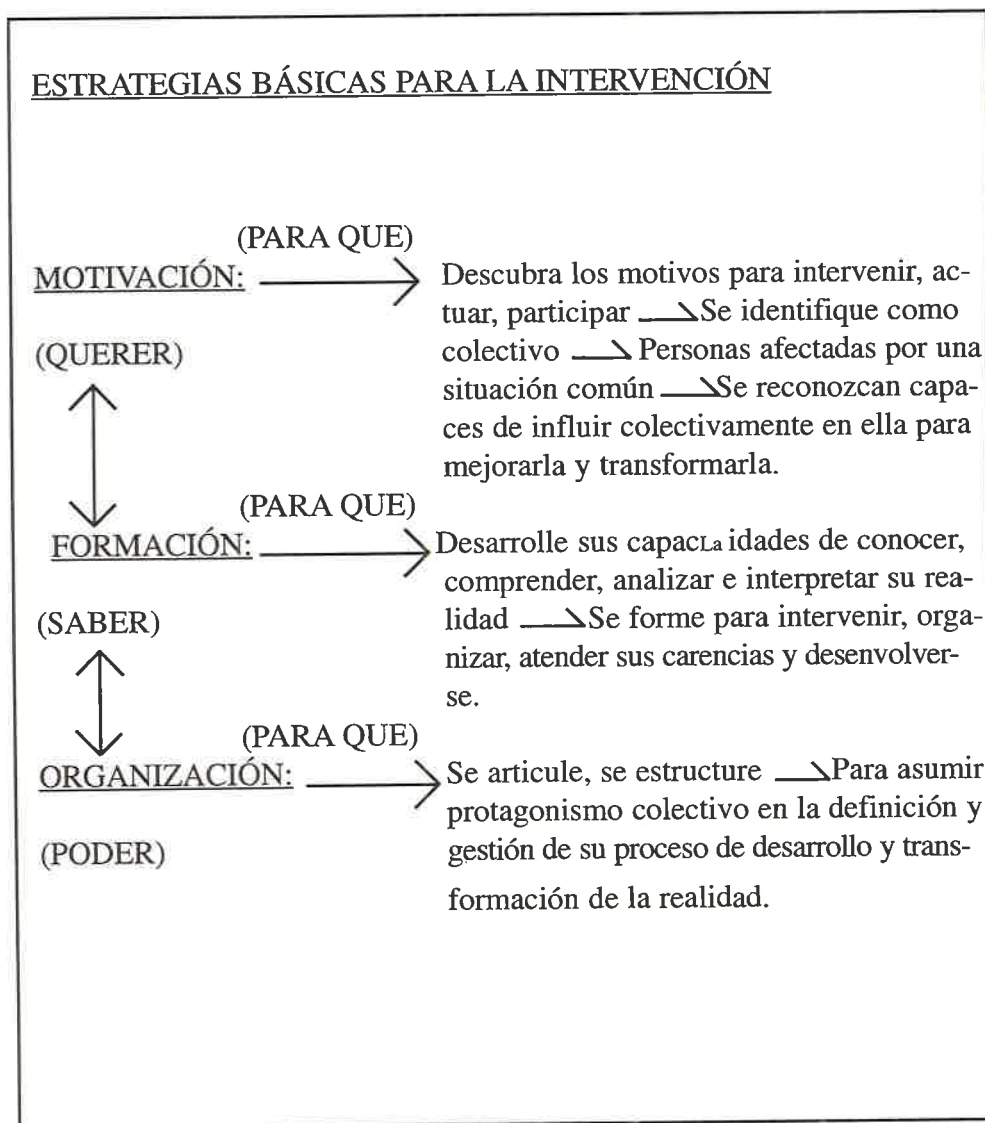 ESTRATEGIAS BÁSICAS PARA LA INTERVENCIÓN
(PARA QUE)
MOTIVACIÓN:
Descubra los motivos para intervenir, ac-
tuar, participar Se identifique como
(QUERER)
colectivo Personas afectadas por una
situación común Se reconozcan capa-
ces de influir colectivamente en ella para
mejorarla y transformarla.
(PARA QUE)
FORMACIÓN:
Desarrolle sus capacLa idades de conocer,
comprender, analizar e interpretar su rea-
(SABER)
lidad Se forme para intervenir, orga-
nizar, atender sus carencias y desenvolver-
se.
(PARA QUE)
ORGANIZACIÓN:
Se articule, se estructure Para asumir
protagonismo colectivo en la definición y
(PODER)
gestión de su proceso de desarrollo y trans-
formación de la realidad.